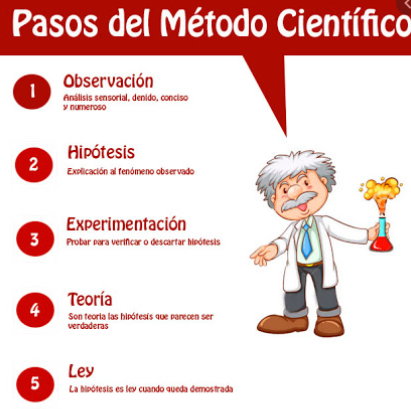 Pasos del Método Científico
1
Observación
Análisis sensorial, denido, conciso
y numeroso
2
Hipótesis
Explicación al fenómeno observado
3
Experimentación
Probar para verificar o descartar hipótesis
4
Teoría
Son teoría las hipótesis que parecen ser
verdaderas
5
Ley
La hipótesis es ley cuando queda demostrada